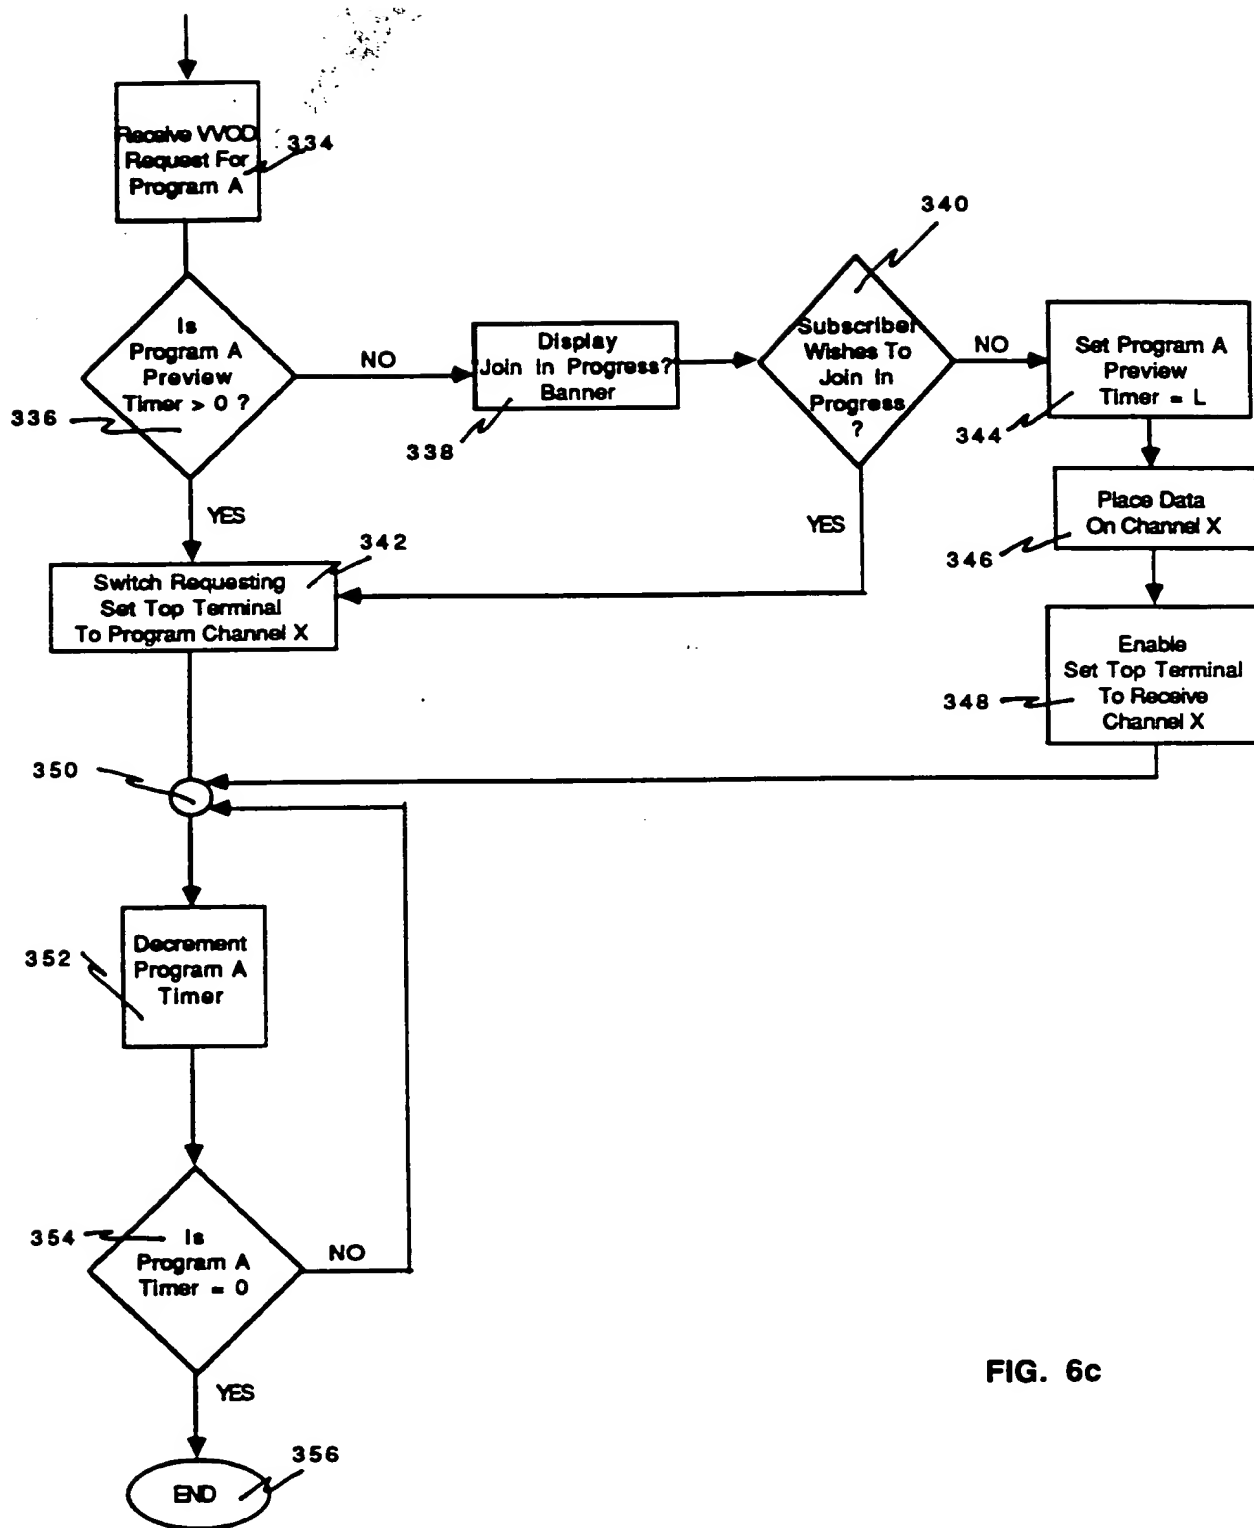 Receive VVOD
Request For
Program A
334
Is
Program A
Preview
Timer > 0 ?
336
NO
YES
Display
Join In Progress?
Banner
338
340
Subscriber
Wishes To
Join In
Progress
?
NO
YES
Set Program A
Preview
Timer = L
344
Place Data
On Channel X
346
Enable
Set Top Terminal
To Receive
Channel X
348
342
Switch Requesting
Set Top Terminal
To Program Channel X
350
Decrement
Program A
Timer
352
Is
Program A
Timer = 0
354
NO
YES
END
356
FIG. 6c